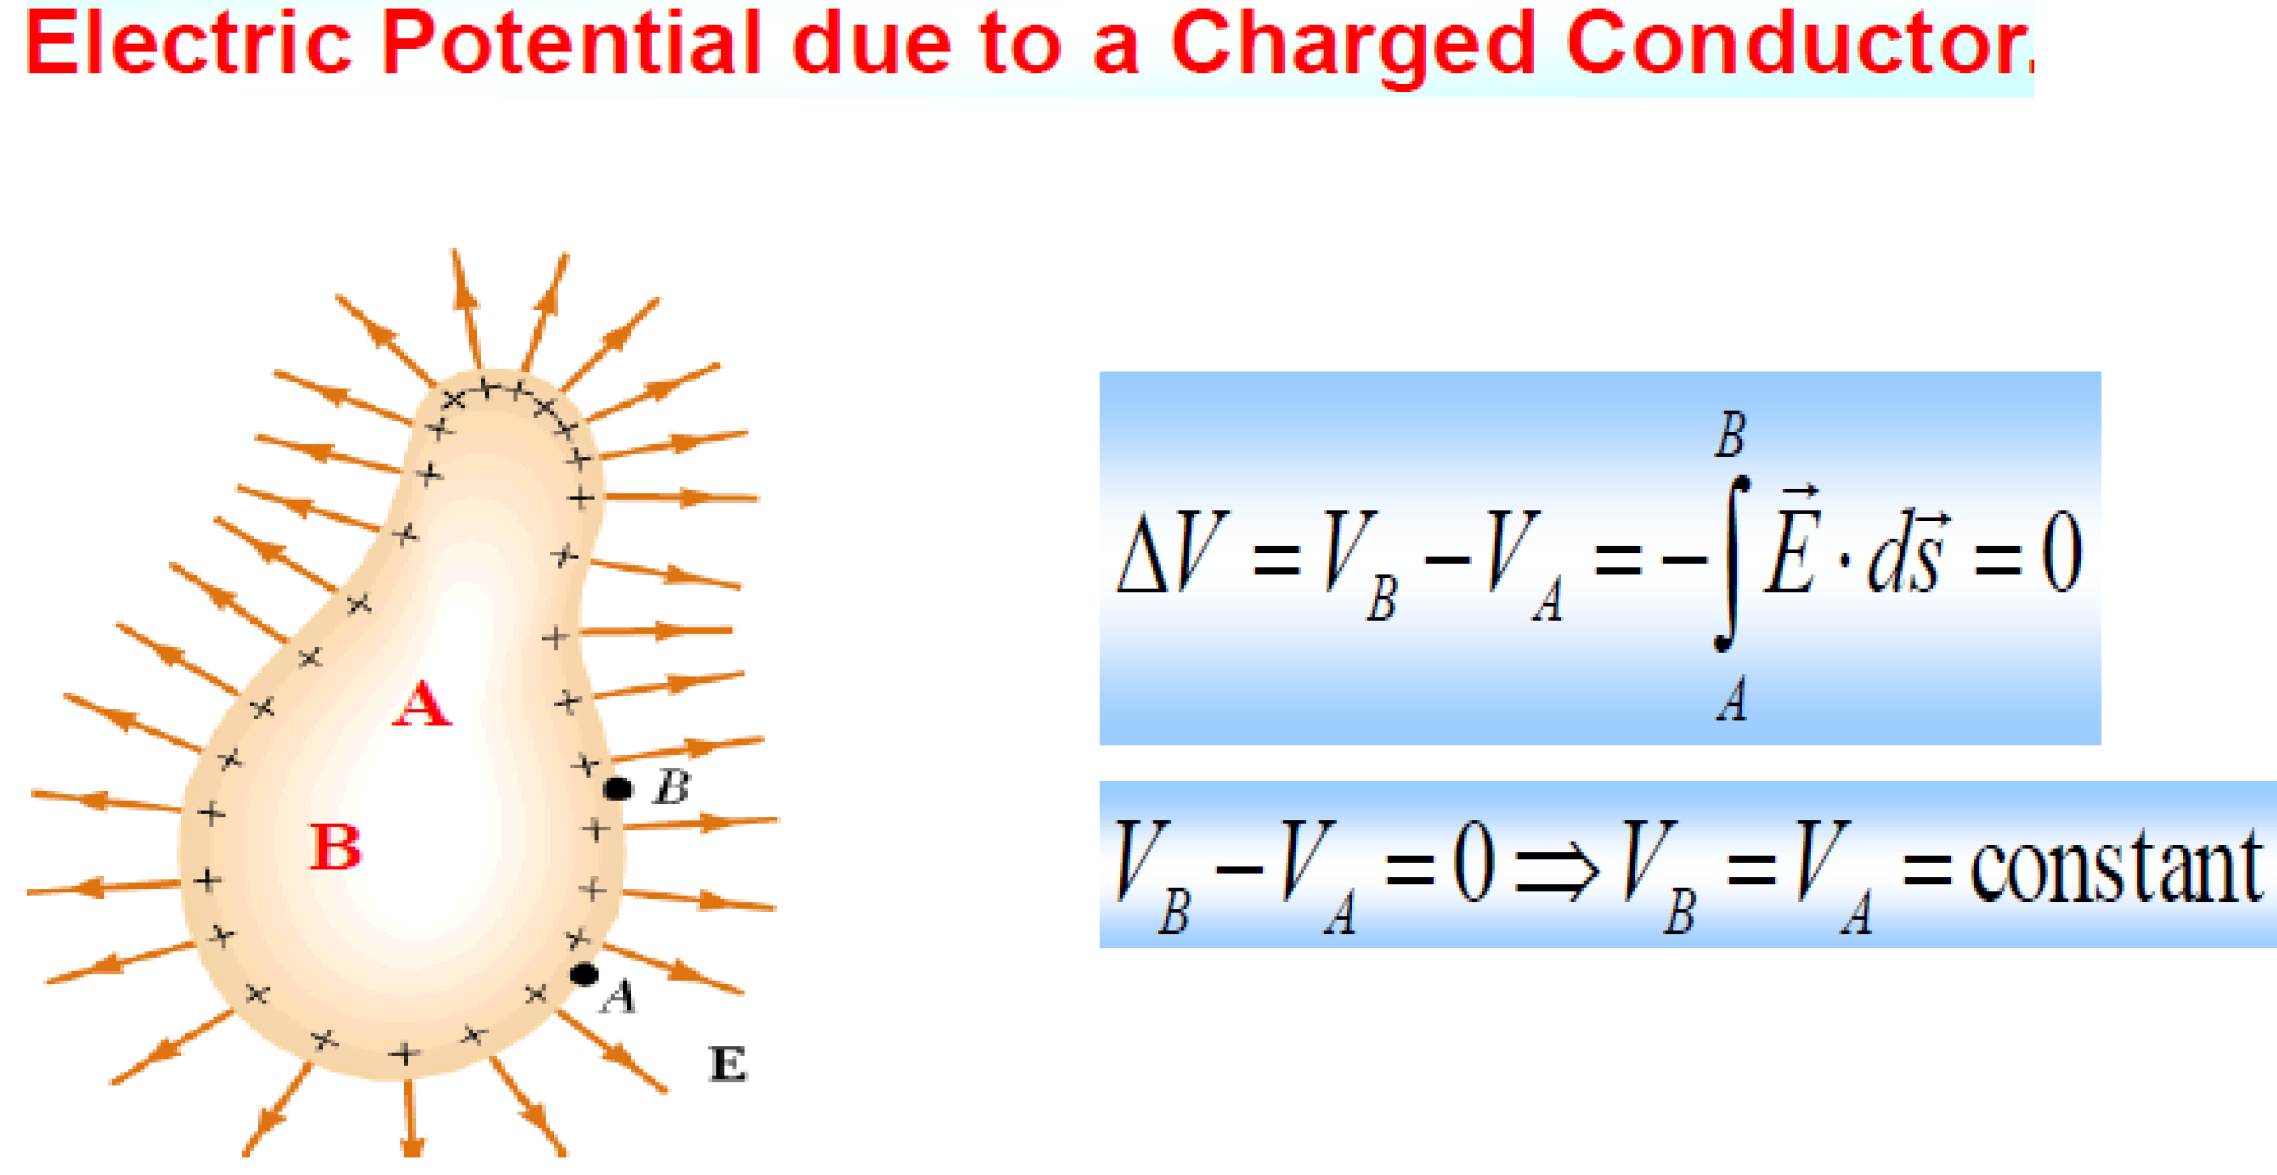 Electric Potential due to a Charged Conductor.
A
B
B
A
E
ΔV = V_B − V_A = −∫_A^B E⃗ · ds⃗ = 0
V_B − V_A = 0 ⇒ V_B = V_A = constant